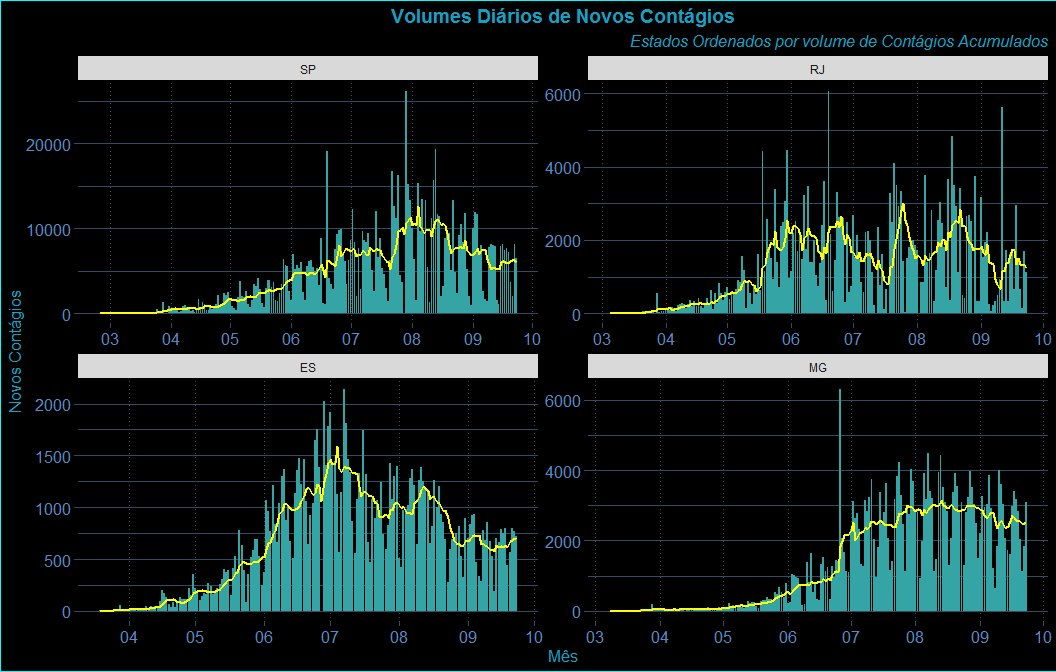 Volumes Diários de Novos Contágios
Estados Ordenados por volume de Contágios Acumulados
SP
RJ
20000
10000
0
03 04 05 06 07 08 09 10
6000
4000
2000
0
03 04 05 06 07 08 09 10
ES
MG
2000
1500
1000
500
0
04 05 06 07 08 09 10
6000
4000
2000
0
03 04 05 06 07 08 09 10
Novos Contágios
Mês